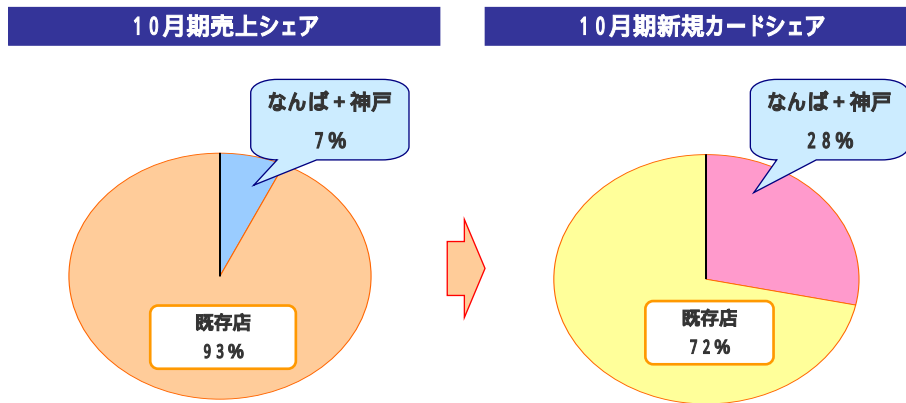 10月期売上シェア
なんば+神戸
7%
既存店
93%
10月期新規カードシェア
なんば+神戸
28%
既存店
72%